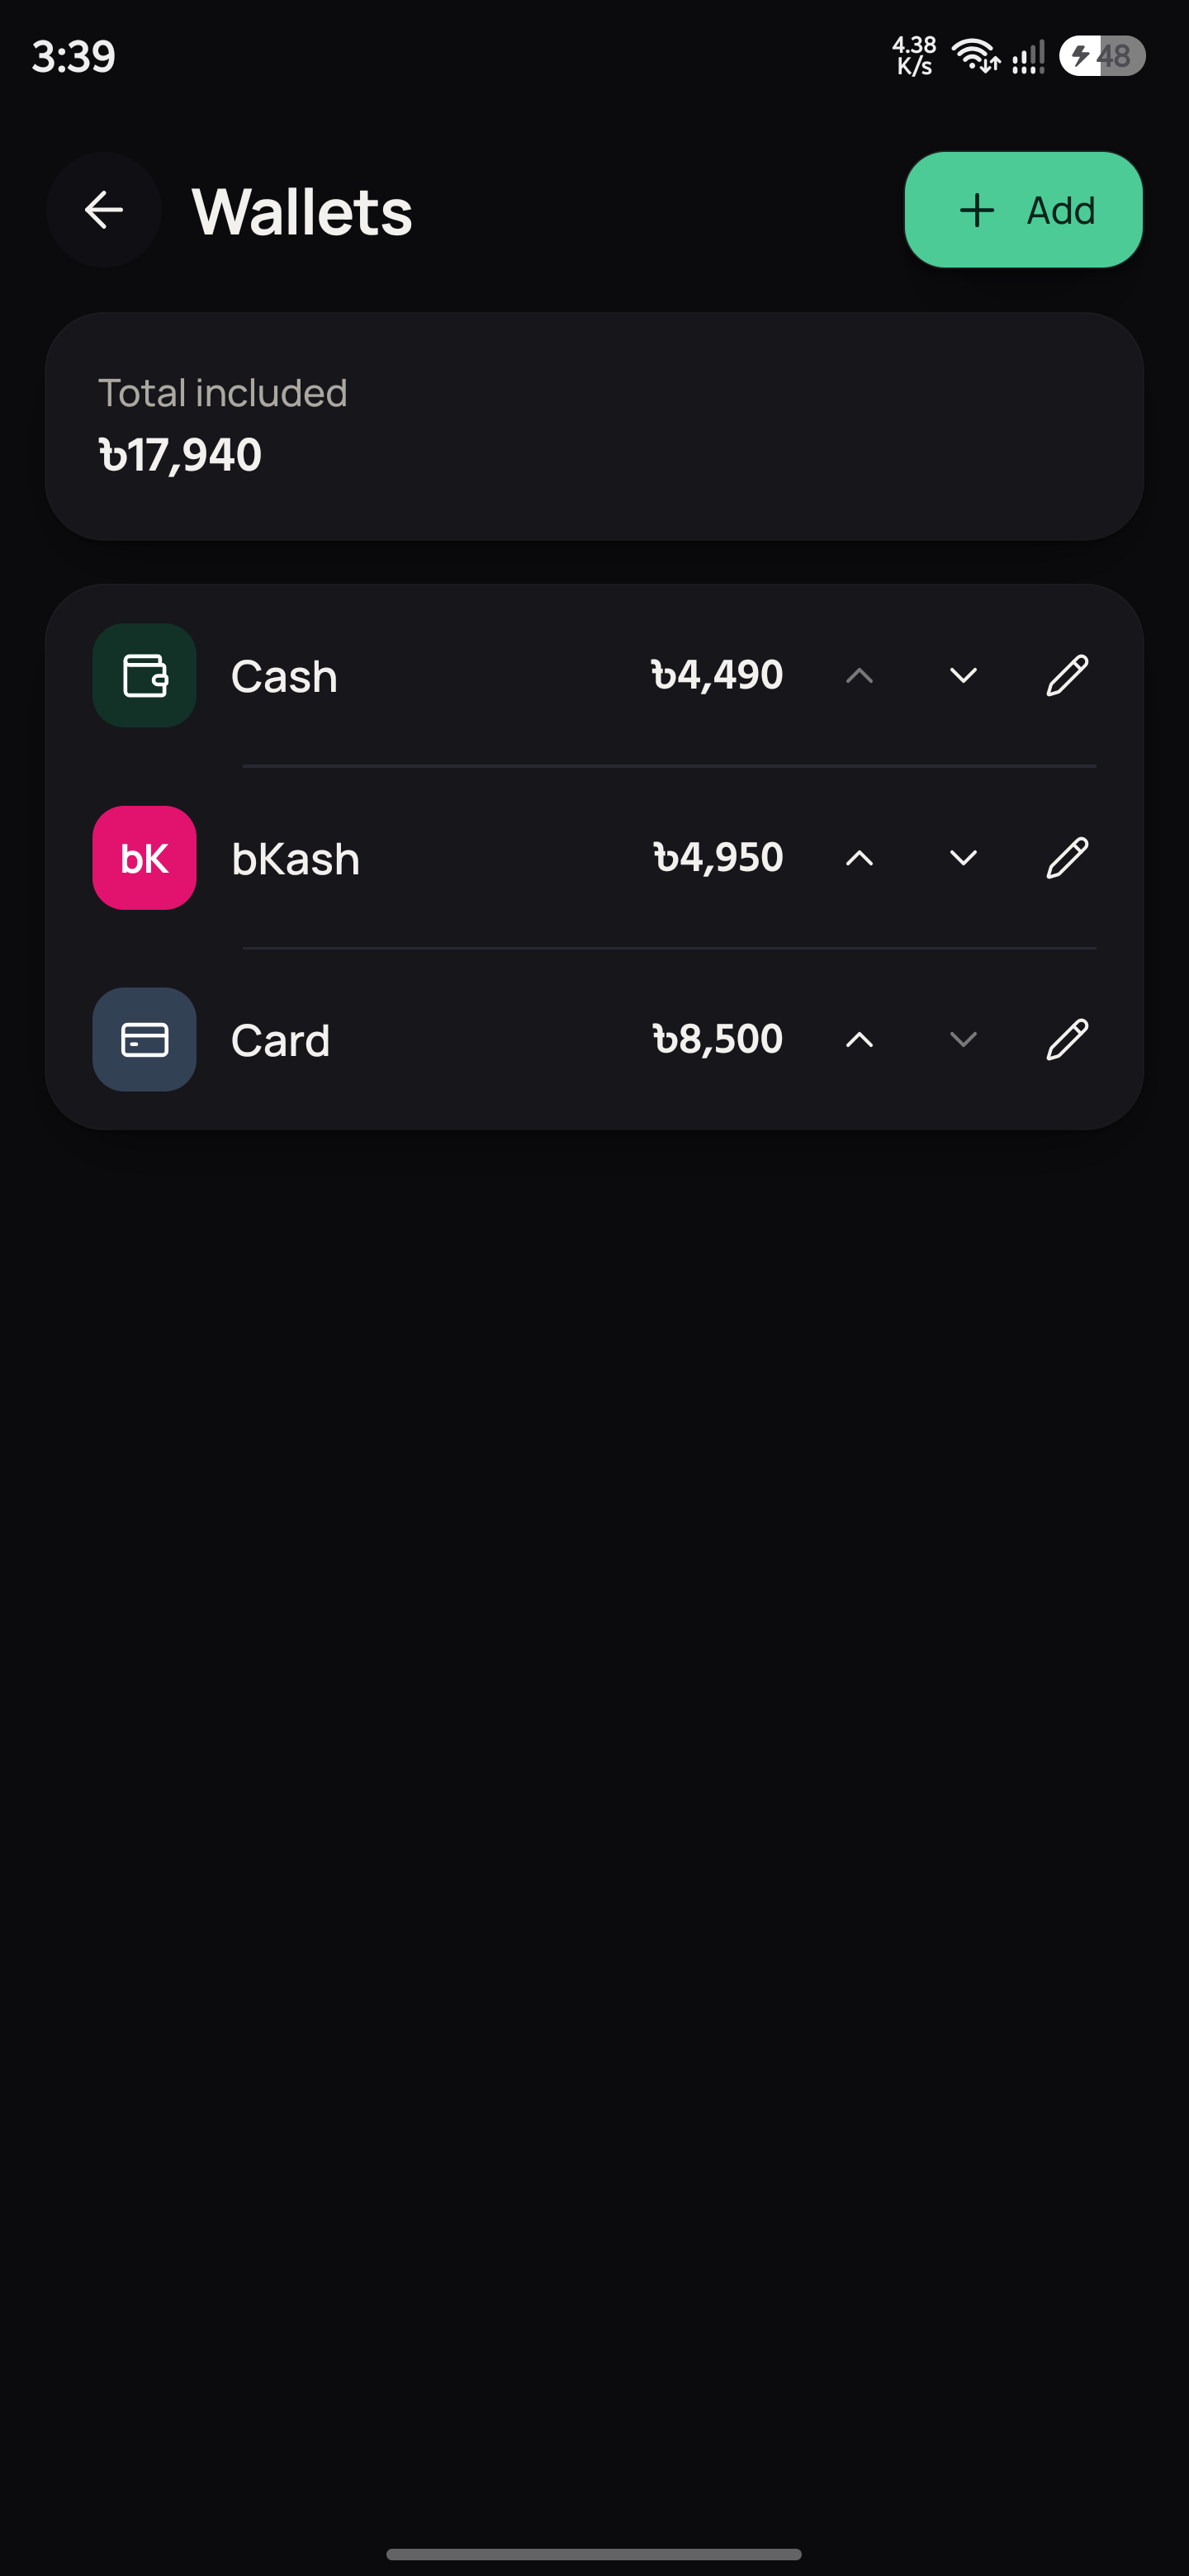 3:39
4.38
K/s
48
Wallets
Add
Total included
৳17,940
Cash
৳4,490
bK
bKash
৳4,950
Card
৳8,500